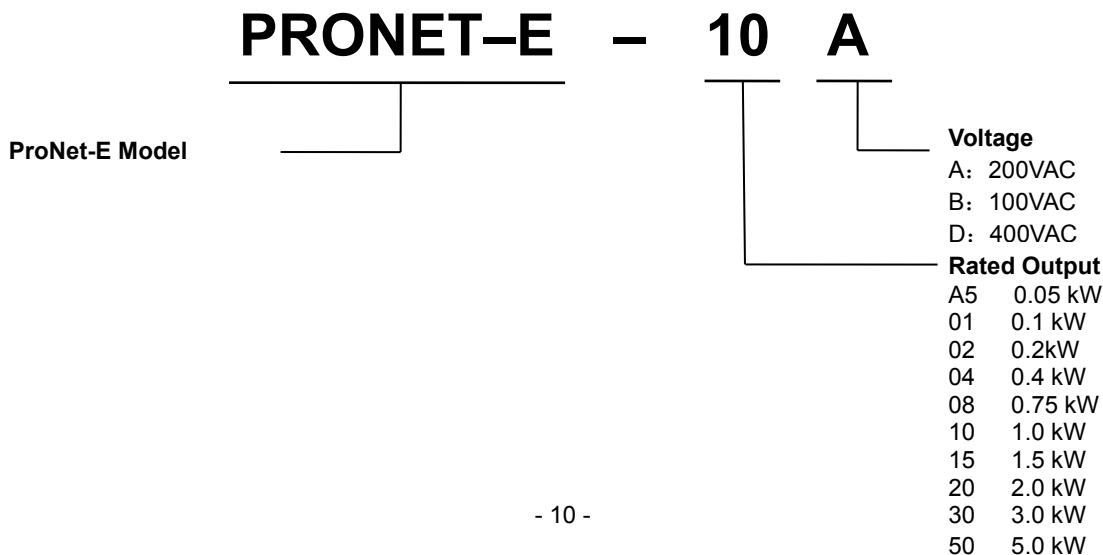 PRONET–E – 10 A
ProNet-E Model
Voltage
A：200VAC
B：100VAC
D：400VAC
Rated Output
A5 0.05 kW
01 0.1 kW
02 0.2kW
04 0.4 kW
08 0.75 kW
10 1.0 kW
15 1.5 kW
20 2.0 kW
30 3.0 kW
50 5.0 kW
- 10 -